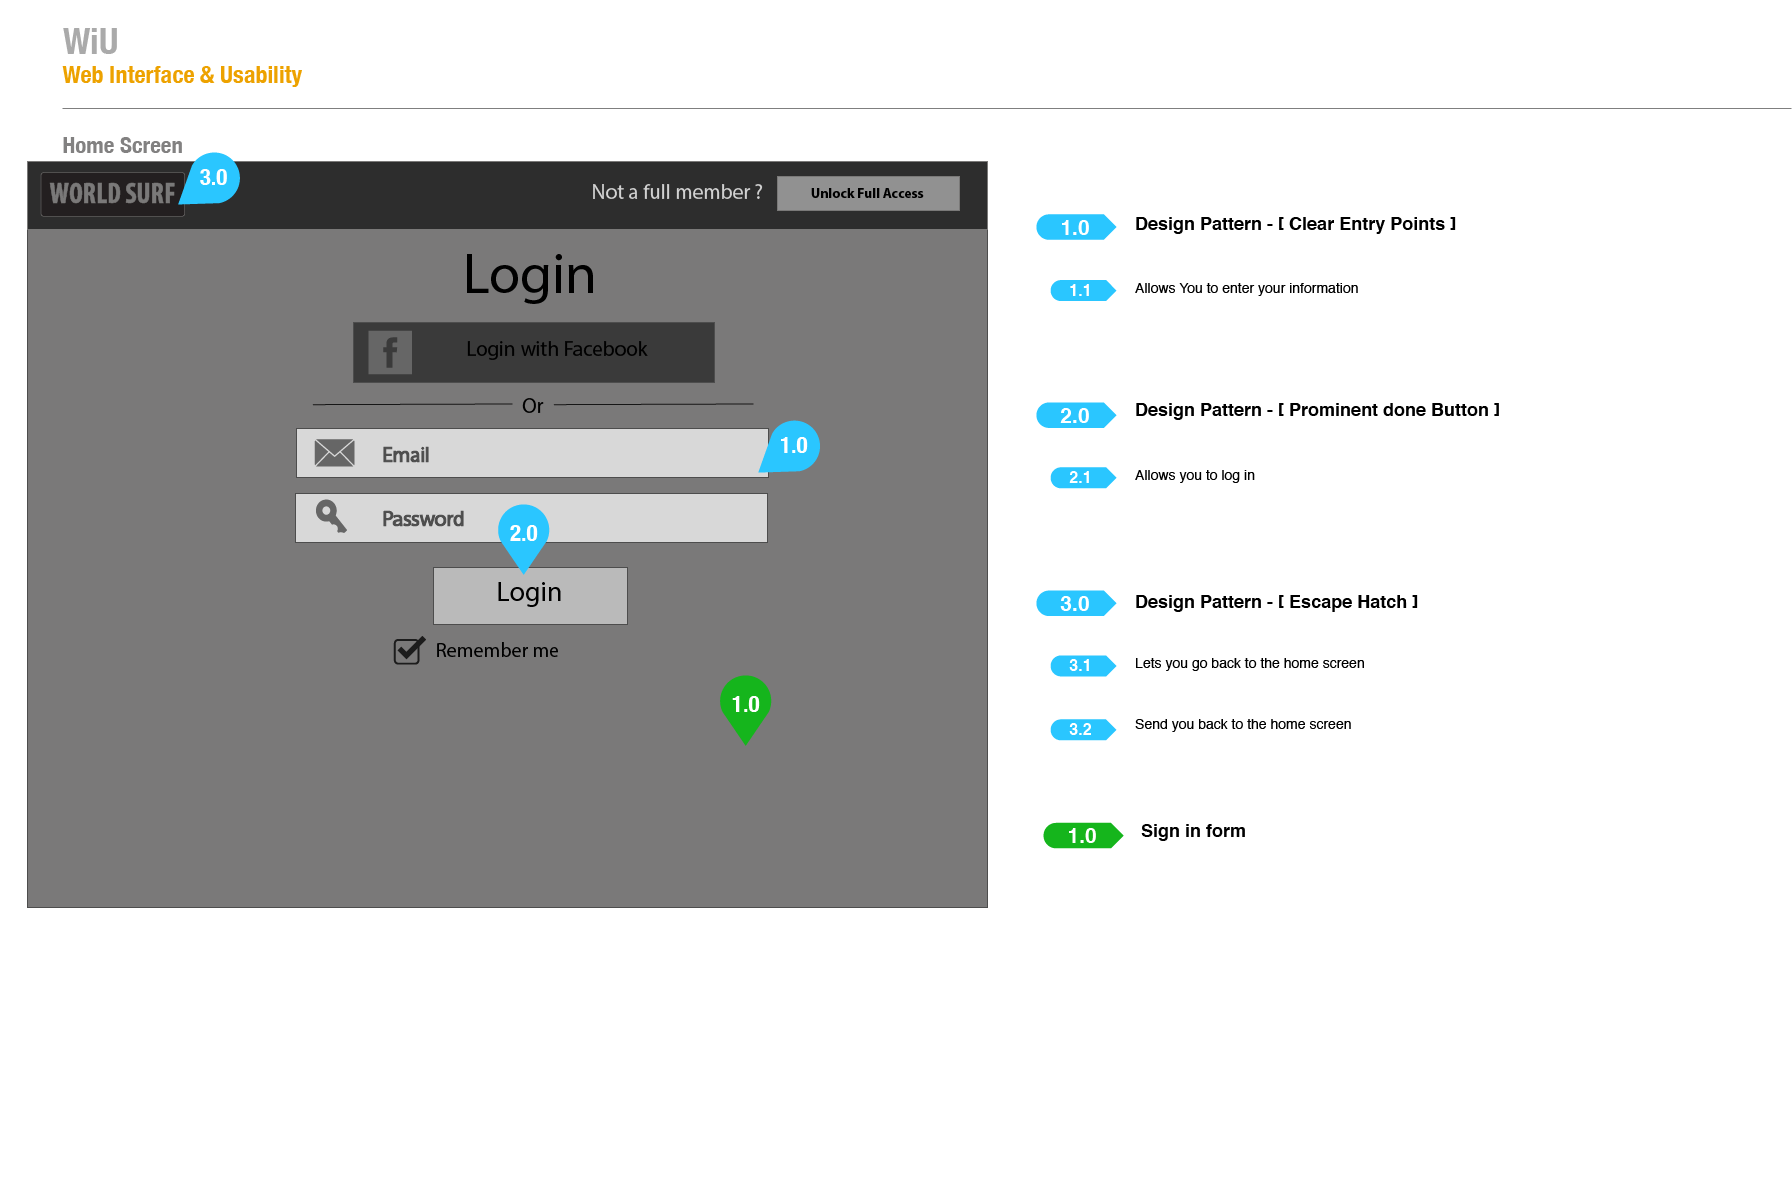 WiU
Web Interface & Usability
Home Screen
WORLD SURF
3.0
Not a full member ?
Unlock Full Access
Login
Login with Facebook
Or
Email
1.0
Password
2.0
Login
Remember me
1.0
1.0 Design Pattern - [ Clear Entry Points ]
1.1 Allows You to enter your information
2.0 Design Pattern - [ Prominent done Button ]
2.1 Allows you to log in
3.0 Design Pattern - [ Escape Hatch ]
3.1 Lets you go back to the home screen
3.2 Send you back to the home screen
1.0 Sign in form